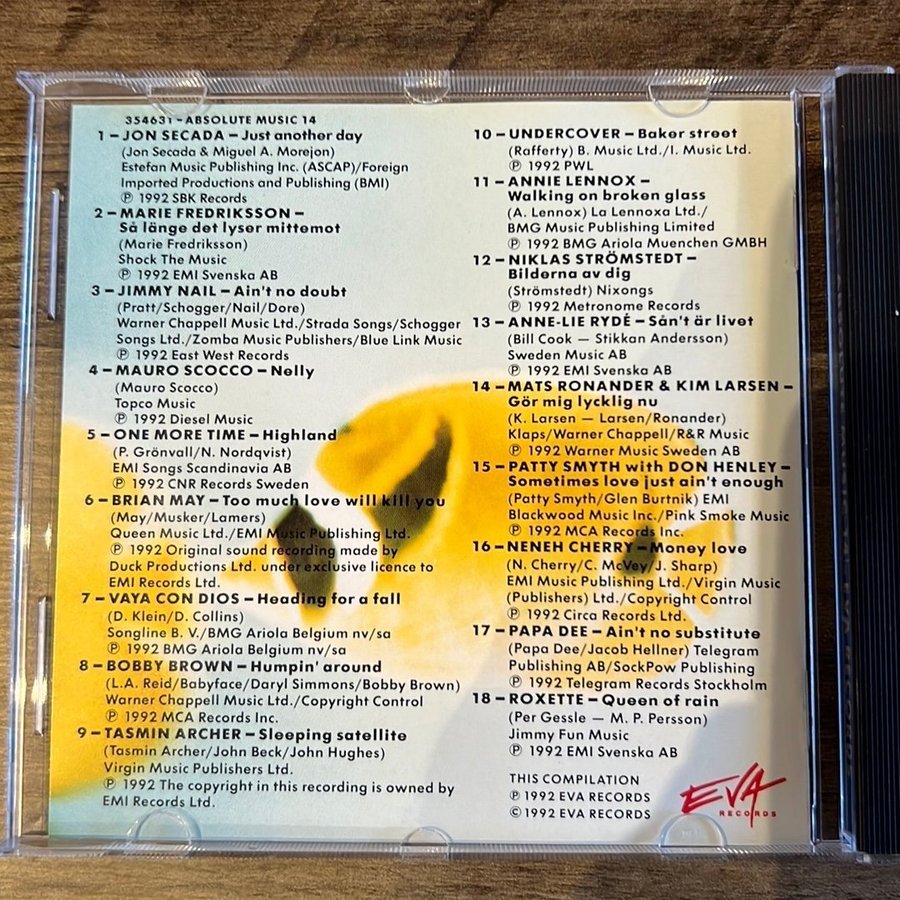 354631 – ABSOLUTE MUSIC 14
1 – JON SECADA – Just another day
(Jon Secada & Miguel A. Morejon)
Estefan Music Publishing Inc. (ASCAP)/Foreign
Imported Productions and Publishing (BMI)
℗ 1992 SBK Records
2 – MARIE FREDRIKSSON –
Så länge det lyser mittemot
(Marie Fredriksson)
Shock The Music
℗ 1992 EMI Svenska AB
3 – JIMMY NAIL – Ain't no doubt
(Pratt/Schogger/Nail/Dore)
Warner Chappell Music Ltd./Strada Songs/Schogger
Songs Ltd./Zomba Music Publishers/Blue Link Music
℗ 1992 East West Records
4 – MAURO SCOCCO – Nelly
(Mauro Scocco)
Topco Music
℗ 1992 Diesel Music
5 – ONE MORE TIME – Highland
(P. Grönvall/N. Nordqvist)
EMI Songs Scandinavia AB
℗ 1992 CNR Records Sweden
6 – BRIAN MAY – Too much love will kill you
(May/Musker/Lamers)
Queen Music Ltd./EMI Music Publishing Ltd.
℗ 1992 Original sound recording made by
Duck Productions Ltd. under exclusive licence to
EMI Records Ltd.
7 – VAYA CON DIOS – Heading for a fall
(D. Klein/D. Collins)
Songline B. V./BMG Ariola Belgium nv/sa
℗ 1992 BMG Ariola Belgium nv/sa
8 – BOBBY BROWN – Humpin' around
(L.A. Reid/Babyface/Daryl Simmons/Bobby Brown)
Warner Chappell Music Ltd./Copyright Control
℗ 1992 MCA Records Inc.
9 – TASMIN ARCHER – Sleeping satellite
(Tasmin Archer/John Beck/John Hughes)
Virgin Music Publishers Ltd.
℗ 1992 The copyright in this recording is owned by
EMI Records Ltd.
10 – UNDERCOVER – Baker street
(Rafferty) B. Music Ltd./I. Music Ltd.
℗ 1992 PWL
11 – ANNIE LENNOX –
Walking on broken glass
(A. Lennox) La Lennoxa Ltd./
BMG Music Publishing Limited
℗ 1992 BMG Ariola Muenchen GMBH
12 – NIKLAS STRÖMSTEDT –
Bilderna av dig
(Strömstedt) Nixongs
℗ 1992 Metronome Records
13 – ANNE-LIE RYDÉ – Sån't är livet
(Bill Cook — Stikkan Andersson)
Sweden Music AB
℗ 1992 EMI Svenska AB
14 – MATS RONANDER & KIM LARSEN –
Gör mig lycklig nu
(K. Larsen — Larsen/Ronander)
Klaps/Warner Chappell/R&R Music
℗ 1992 Warner Music Sweden AB
15 – PATTY SMYTH with DON HENLEY –
Sometimes love just ain't enough
(Patty Smyth/Glen Burtnik) EMI
Blackwood Music Inc./Pink Smoke Music
℗ 1992 MCA Records Inc.
16 – NENEH CHERRY – Money love
(N. Cherry/C. McVey/J. Sharp)
EMI Music Publishing Ltd./Virgin Music
(Publishers) Ltd./Copyright Control
℗ 1992 Circa Records Ltd.
17 – PAPA DEE – Ain't no substitute
(Papa Dee/Jacob Hellner) Telegram
Publishing AB/SockPow Publishing
℗ 1992 Telegram Records Stockholm
18 – ROXETTE – Queen of rain
(Per Gessle — M. P. Persson)
Jimmy Fun Music
℗ 1992 EMI Svenska AB
THIS COMPILATION
℗ 1992 EVA RECORDS
© 1992 EVA RECORDS
EVA
RECORDS